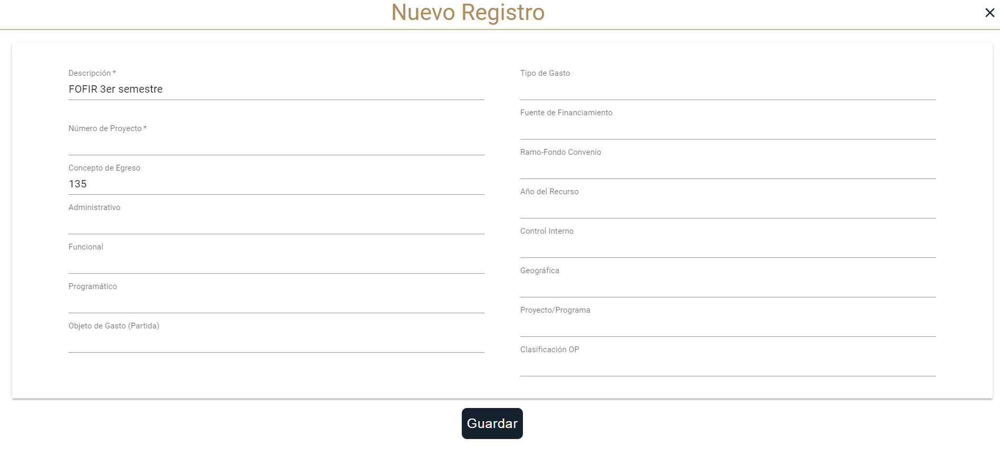 Nuevo Registro
Descripción *
FOFIR 3er semestre
Número de Proyecto *
Concepto de Egreso
135
Administrativo
Funcional
Programático
Objeto de Gasto (Partida)
Tipo de Gasto
Fuente de Financiamiento
Ramo-Fondo Convenio
Año del Recurso
Control Interno
Geográfica
Proyecto/Programa
Clasificación OP
Guardar